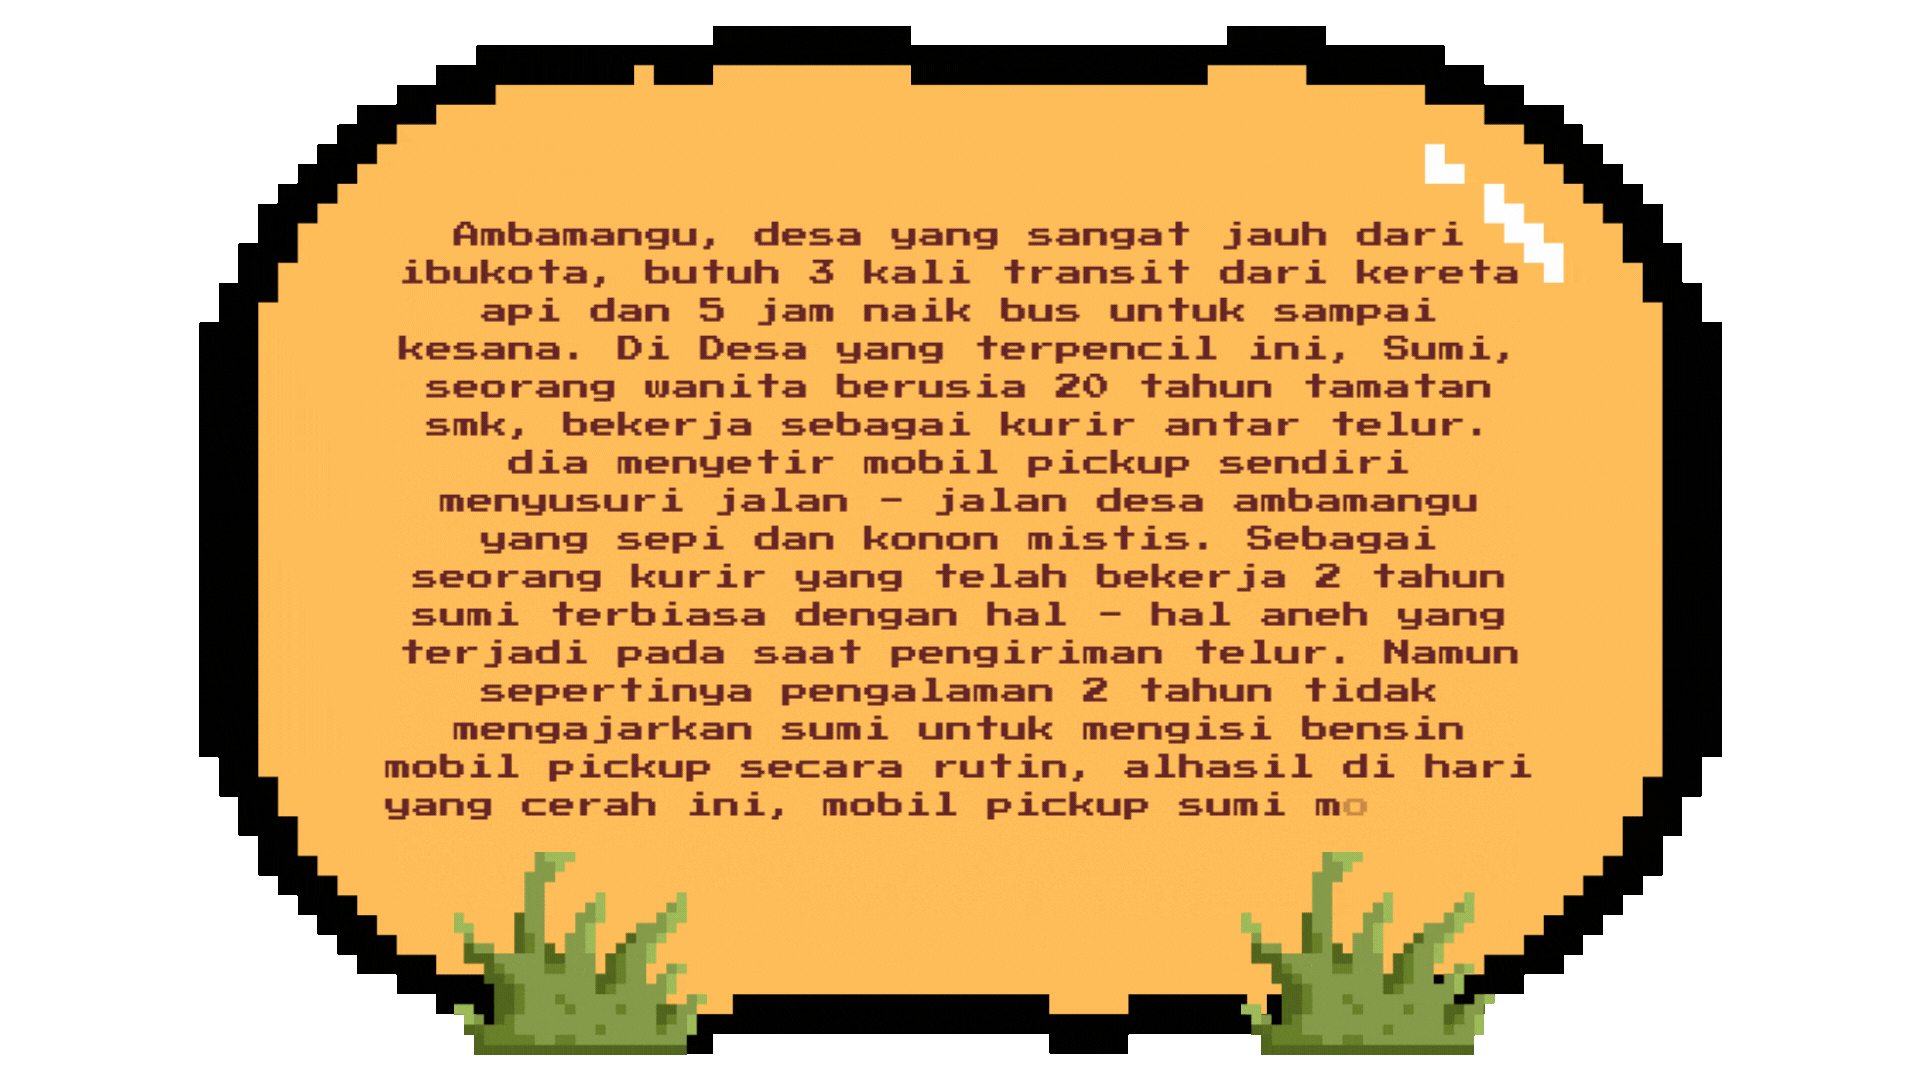 Ambamangu, desa yang sangat jauh dari
ibukota, butuh 3 kali transit dari kereta
api dan 5 jam naik bus untuk sampai
kesana. Di Desa yang terpencil ini, Sumi,
seorang wanita berusia 20 tahun tamatan
smk, bekerja sebagai kurir antar telur.
dia menyetir mobil pickup sendiri
menyusuri jalan - jalan desa ambamangu
yang sepi dan konon mistis. Sebagai
seorang kurir yang telah bekerja 2 tahun
sumi terbiasa dengan hal - hal aneh yang
terjadi pada saat pengiriman telur. Namun
sepertinya pengalaman 2 tahun tidak
mengajarkan sumi untuk mengisi bensin
mobil pickup secara rutin, alhasil di hari
yang cerah ini, mobil pickup sumi mo